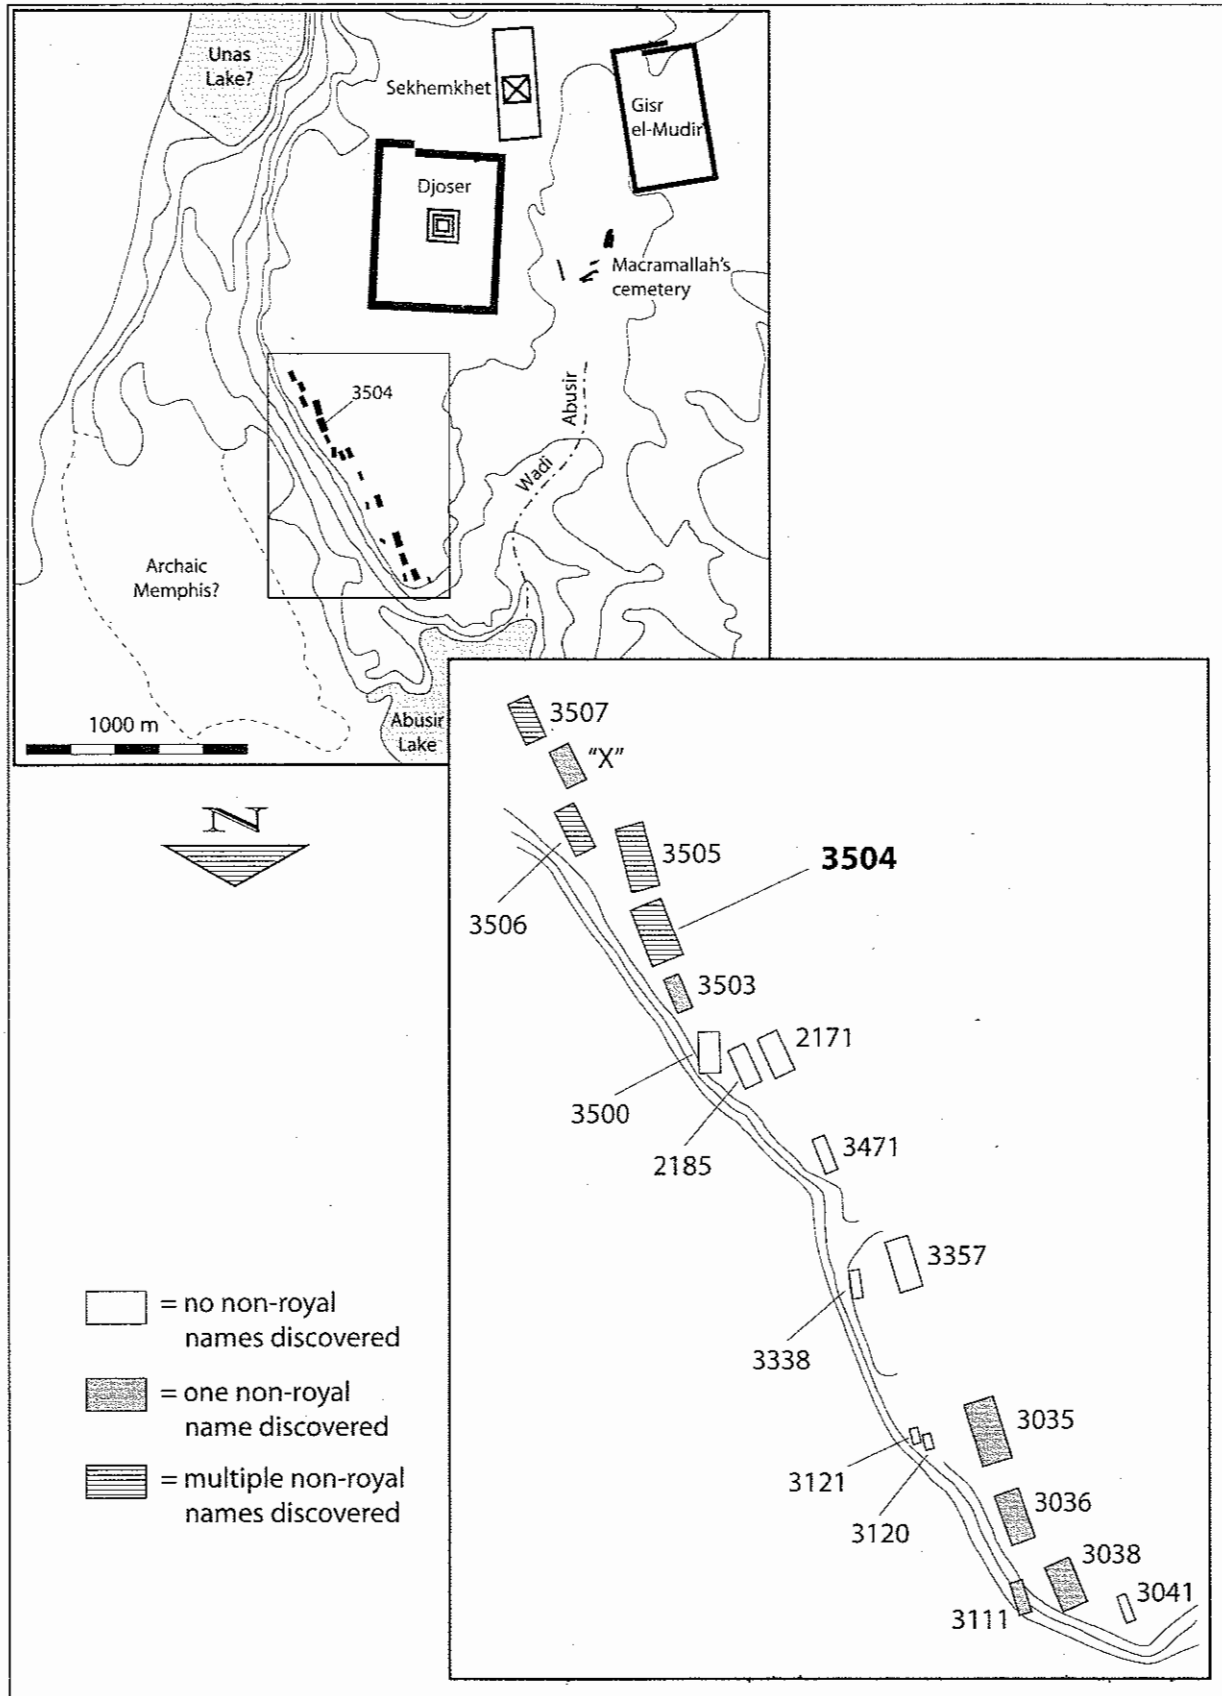 Unas
Lake?
Sekhemkhet
Gisr
el-Mudir
Djoser
Macramallah's
cemetery
3504
Abusir
Wadi
Archaic
Memphis?
1000 m
Abusir
Lake
N
3507
"X"
3505
3504
3506
3503
2171
3500
2185
3471
3357
3338
3035
3121
3036
3120
3038
3041
3111
= no non-royal
names discovered
= one non-royal
name discovered
= multiple non-royal
names discovered